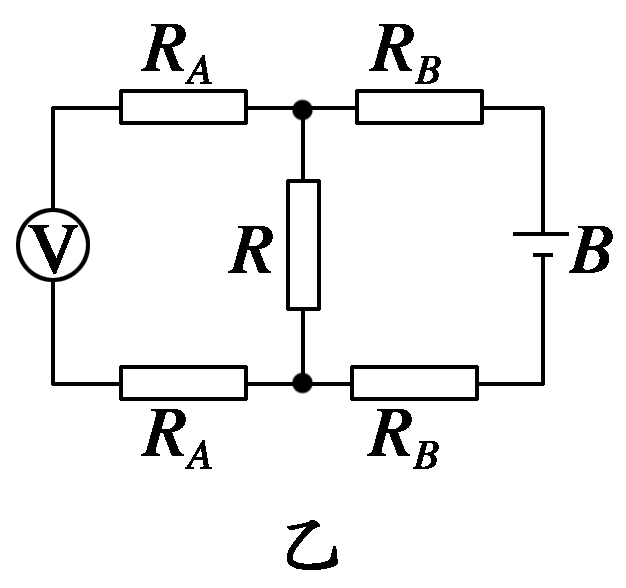 R_A R_B
V R B
R_A R_B
乙